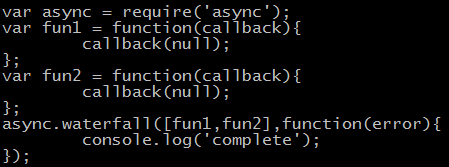 var async = require('async');
var fun1 = function(callback){
        callback(null);
};
var fun2 = function(callback){
        callback(null);
};
async.waterfall([fun1,fun2],function(error){
        console.log('complete');
});